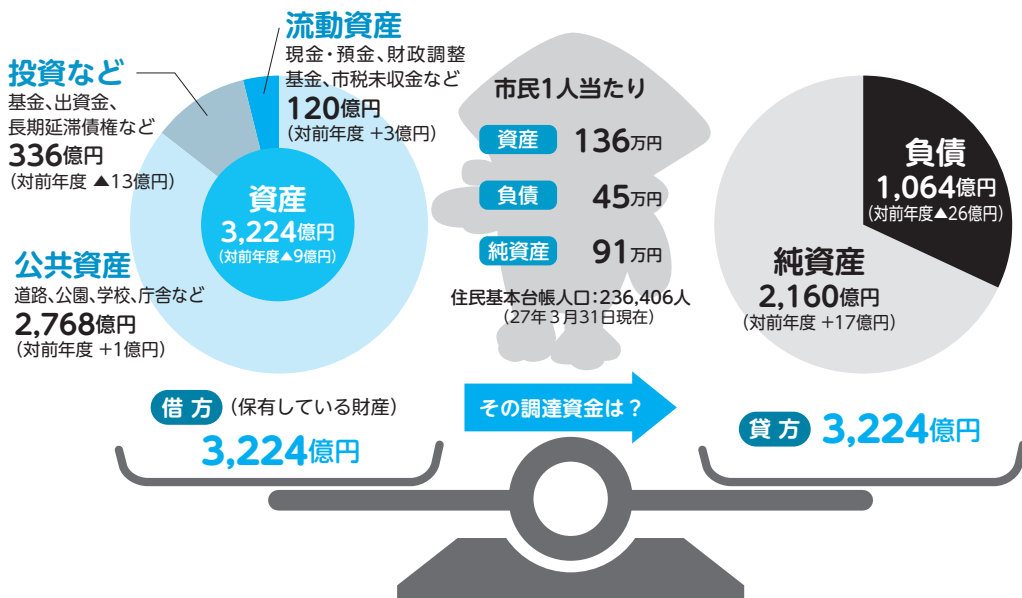 流動資産
現金・預金、財政調整
基金、市税未収金など
120億円
(対前年度 +3億円)
投資など
基金、出資金、
長期延滞債権など
336億円
(対前年度 ▲13億円)
資産
3,224億円
(対前年度▲9億円)
公共資産
道路、公園、学校、庁舎など
2,768億円
(対前年度 +1億円)
市民1人当たり
資産 136万円
負債 45万円
純資産 91万円
住民基本台帳人口:236,406人
(27年3月31日現在)
負債
1,064億円
(対前年度▲26億円)
純資産
2,160億円
(対前年度 +17億円)
借方 (保有している財産)
3,224億円
その調達資金は?
貸方 3,224億円